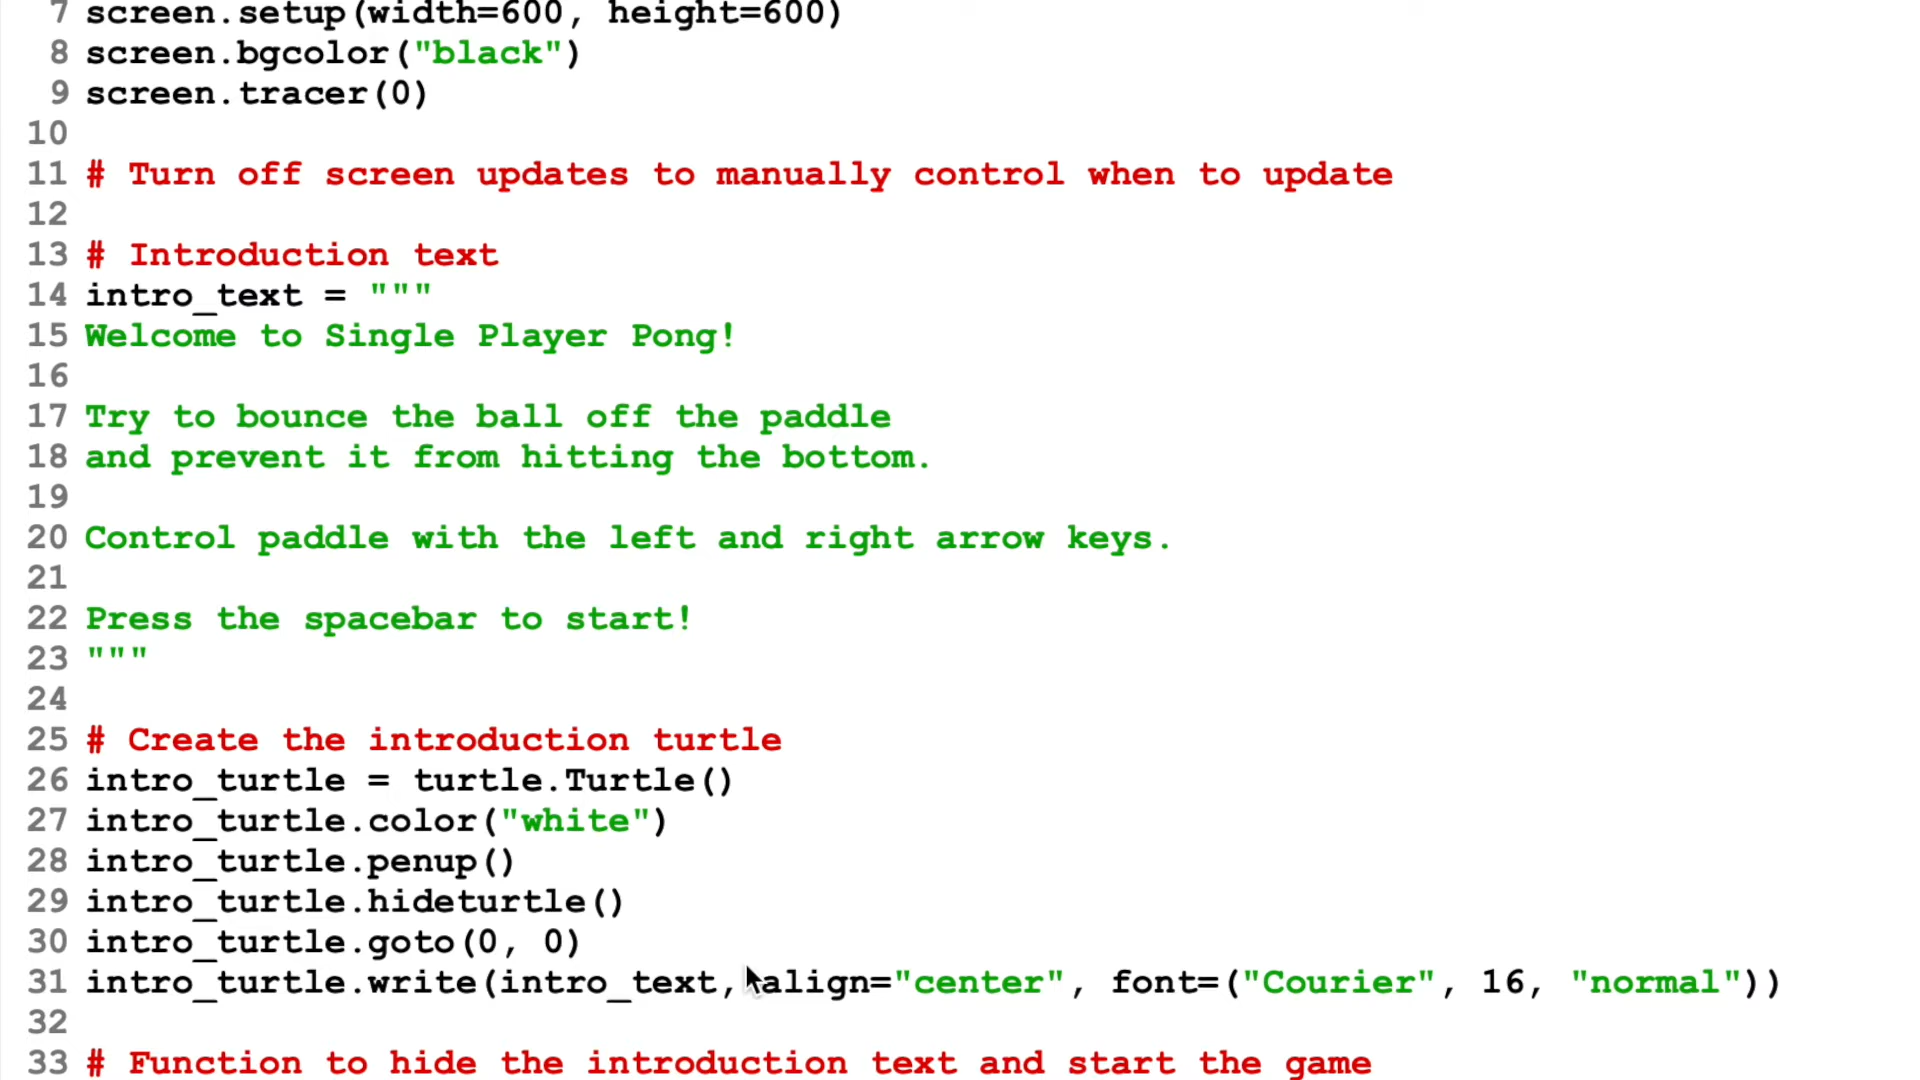 7 screen.setup(width=600, height=600)
8 screen.bgcolor("black")
9 screen.tracer(0)
10
11 # Turn off screen updates to manually control when to update
12
13 # Introduction text
14 intro_text = """
15 Welcome to Single Player Pong!
16
17 Try to bounce the ball off the paddle
18 and prevent it from hitting the bottom.
19
20 Control paddle with the left and right arrow keys.
21
22 Press the spacebar to start!
23 """
24
25 # Create the introduction turtle
26 intro_turtle = turtle.Turtle()
27 intro_turtle.color("white")
28 intro_turtle.penup()
29 intro_turtle.hideturtle()
30 intro_turtle.goto(0, 0)
31 intro_turtle.write(intro_text, align="center", font=("Courier", 16, "normal"))
32
33 # Function to hide the introduction text and start the game